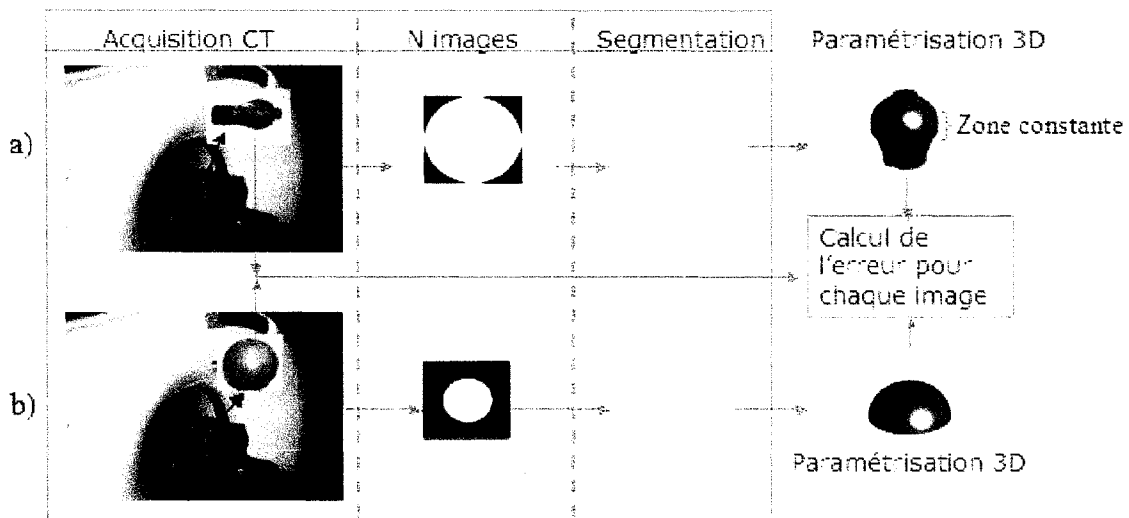 Acquisition CT
N images
Segmentation
Paramétrisation 3D
a)
Zone constante
Calcul de
l'erreur pour
chaque image
b)
Paramétrisation 3D